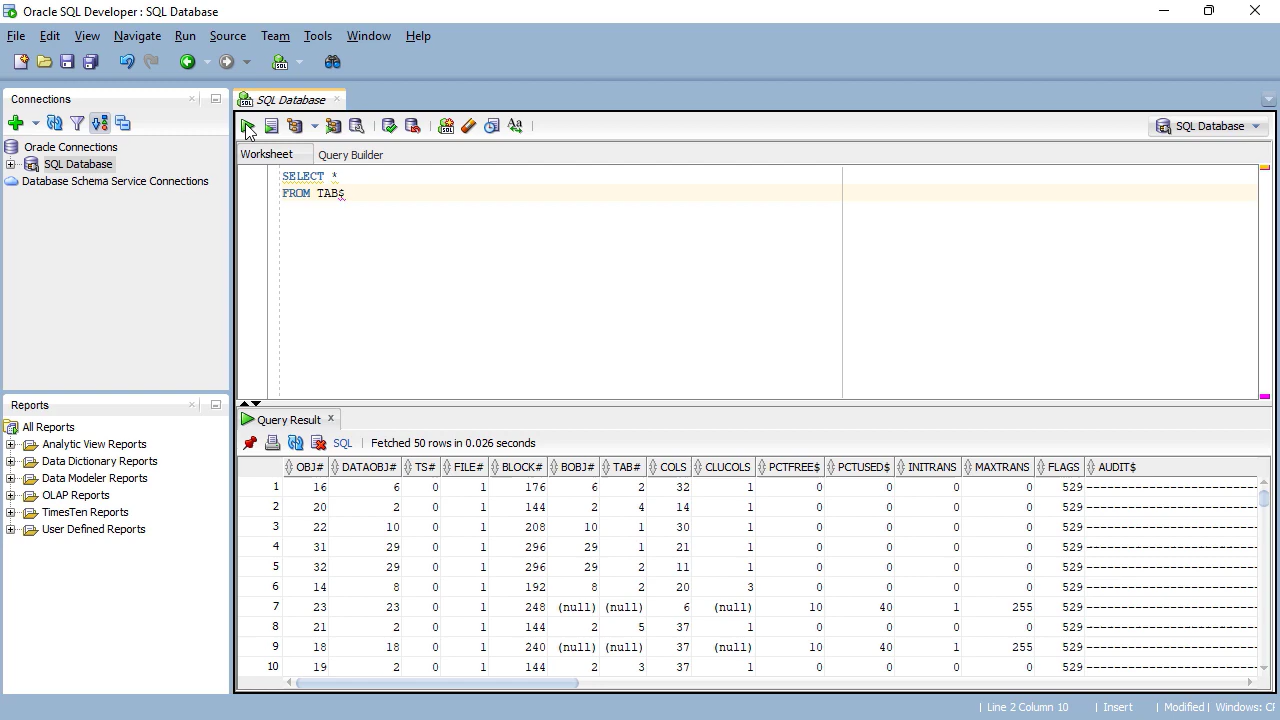 Oracle SQL Developer : SQL Database
File Edit View Navigate Run Source Team Tools Window Help
Connections
Oracle Connections
SQL Database
Database Schema Service Connections
Reports
All Reports
Analytic View Reports
Data Dictionary Reports
Data Modeler Reports
OLAP Reports
TimesTen Reports
User Defined Reports
SQL Database
SQL Database
Worksheet Query Builder
SELECT *
FROM TAB$
Query Result
SQL | Fetched 50 rows in 0.026 seconds
OBJ# DATAOBJ# TS# FILE# BLOCK# BOBJ# TAB# COLS CLUCOLS PCTFREE$ PCTUSED$ INITRANS MAXTRANS FLAGS AUDIT$
1 16 6 0 1 176 6 2 32 1 0 0 0 0 529 --------------------------------------
2 20 2 0 1 144 2 4 14 1 0 0 0 0 529 --------------------------------------
3 22 10 0 1 208 10 1 30 1 0 0 0 0 529 --------------------------------------
4 31 29 0 1 296 29 1 21 1 0 0 0 0 529 --------------------------------------
5 32 29 0 1 296 29 2 11 1 0 0 0 0 529 --------------------------------------
6 14 8 0 1 192 8 2 20 3 0 0 0 0 529 --------------------------------------
7 23 23 0 1 248 (null) (null) 6 (null) 10 40 1 255 529 --------------------------------------
8 21 2 0 1 144 2 5 37 1 0 0 0 0 529 --------------------------------------
9 18 18 0 1 240 (null) (null) 37 (null) 10 40 1 255 529 --------------------------------------
10 19 2 0 1 144 2 3 37 1 0 0 0 0 529 --------------------------------------
| Line 2 Column 10 | Insert | Modified | Windows: CF